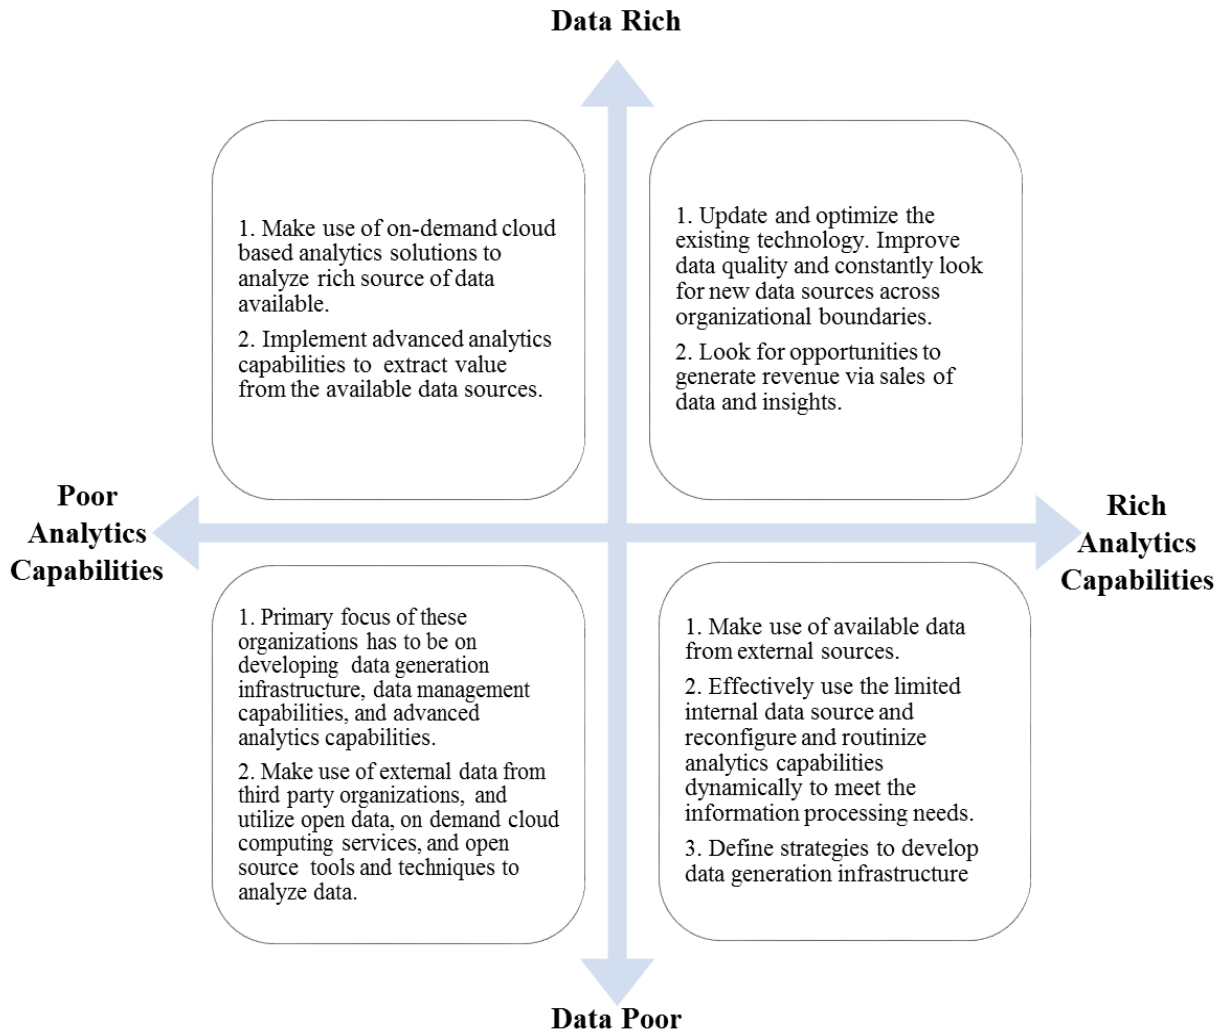 Data Rich
1. Make use of on-demand cloud
based analytics solutions to
analyze rich source of data
available.
2. Implement advanced analytics
capabilities to extract value
from the available data sources.
1. Update and optimize the
existing technology. Improve
data quality and constantly look
for new data sources across
organizational boundaries.
2. Look for opportunities to
generate revenue via sales of
data and insights.
Poor
Analytics
Capabilities
Rich
Analytics
Capabilities
1. Primary focus of these
organizations has to be on
developing data generation
infrastructure, data management
capabilities, and advanced
analytics capabilities.
2. Make use of external data from
third party organizations, and
utilize open data, on demand cloud
computing services, and open
source tools and techniques to
analyze data.
1. Make use of available data
from external sources.
2. Effectively use the limited
internal data source and
reconfigure and routinize
analytics capabilities
dynamically to meet the
information processing needs.
3. Define strategies to develop
data generation infrastructure
Data Poor